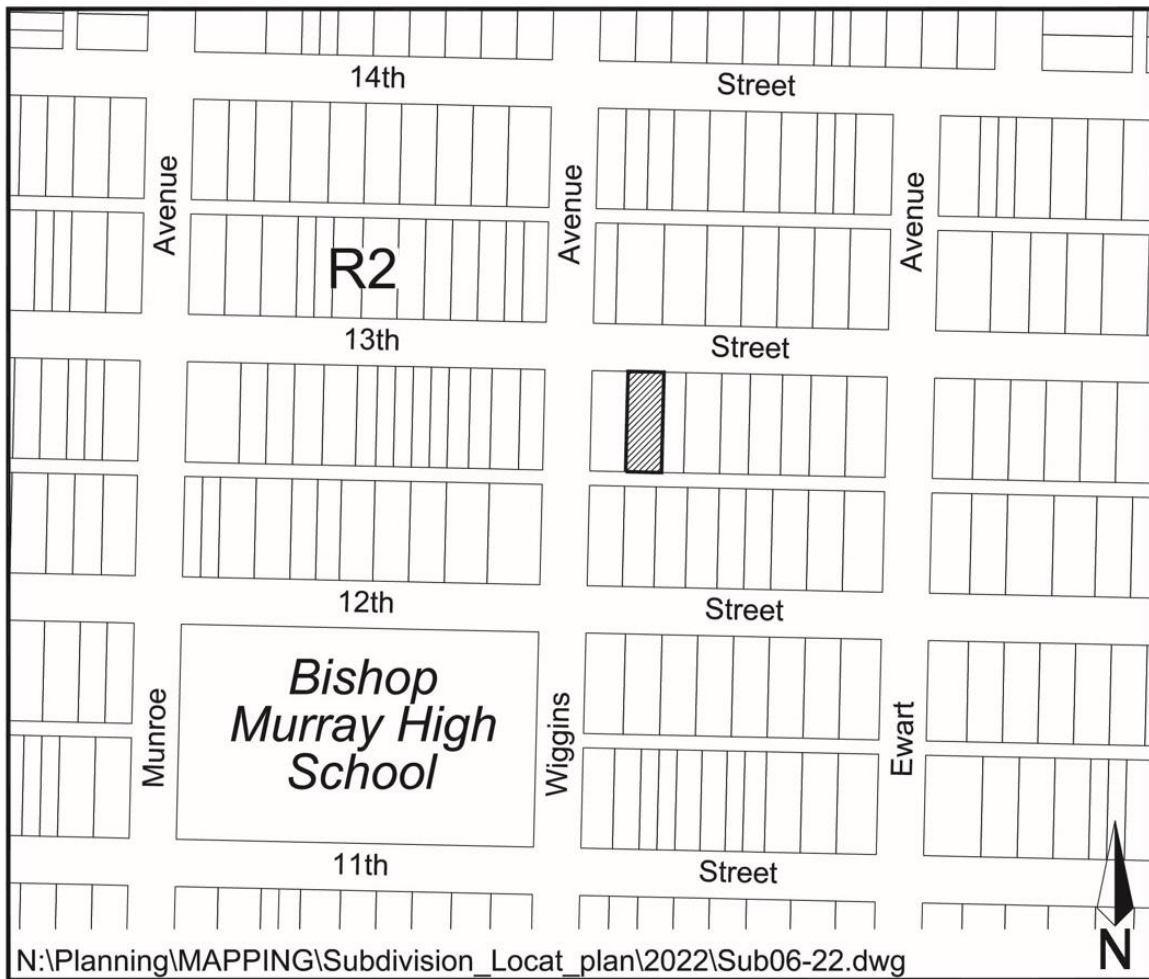 14th Street
Avenue
Avenue
Avenue
R2
13th Street
12th Street
Bishop
Murray High
School
Munroe
Wiggins
Ewart
11th Street
N
N:\Planning\MAPPING\Subdivision_Locat_plan\2022\Sub06-22.dwg